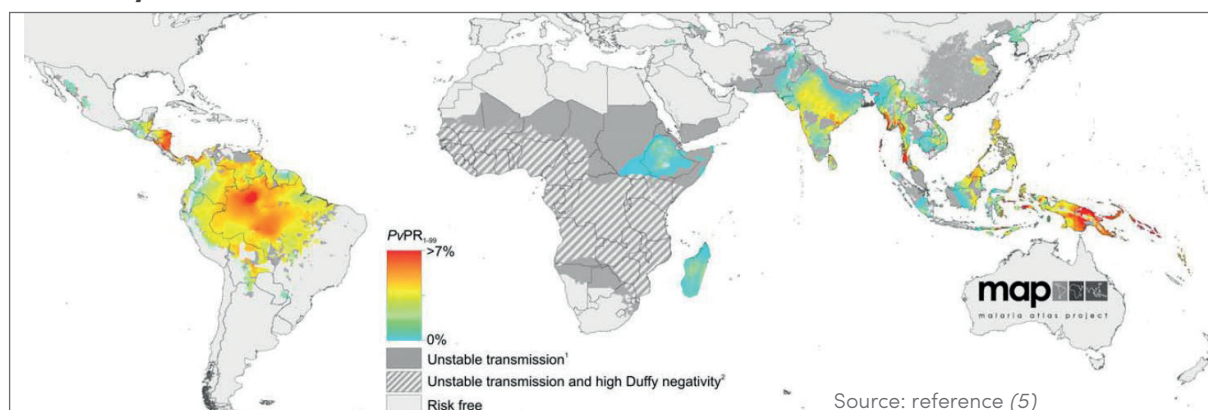 PvPR1-99
>7%
0%
Unstable transmission1
Unstable transmission and high Duffy negativity2
Risk free
map
malaria atlas project
Source: reference (5)